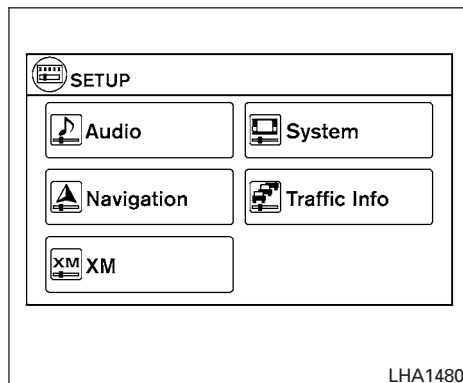 SETUP
Audio
System
Navigation
Traffic Info
XM XM
LHA1480